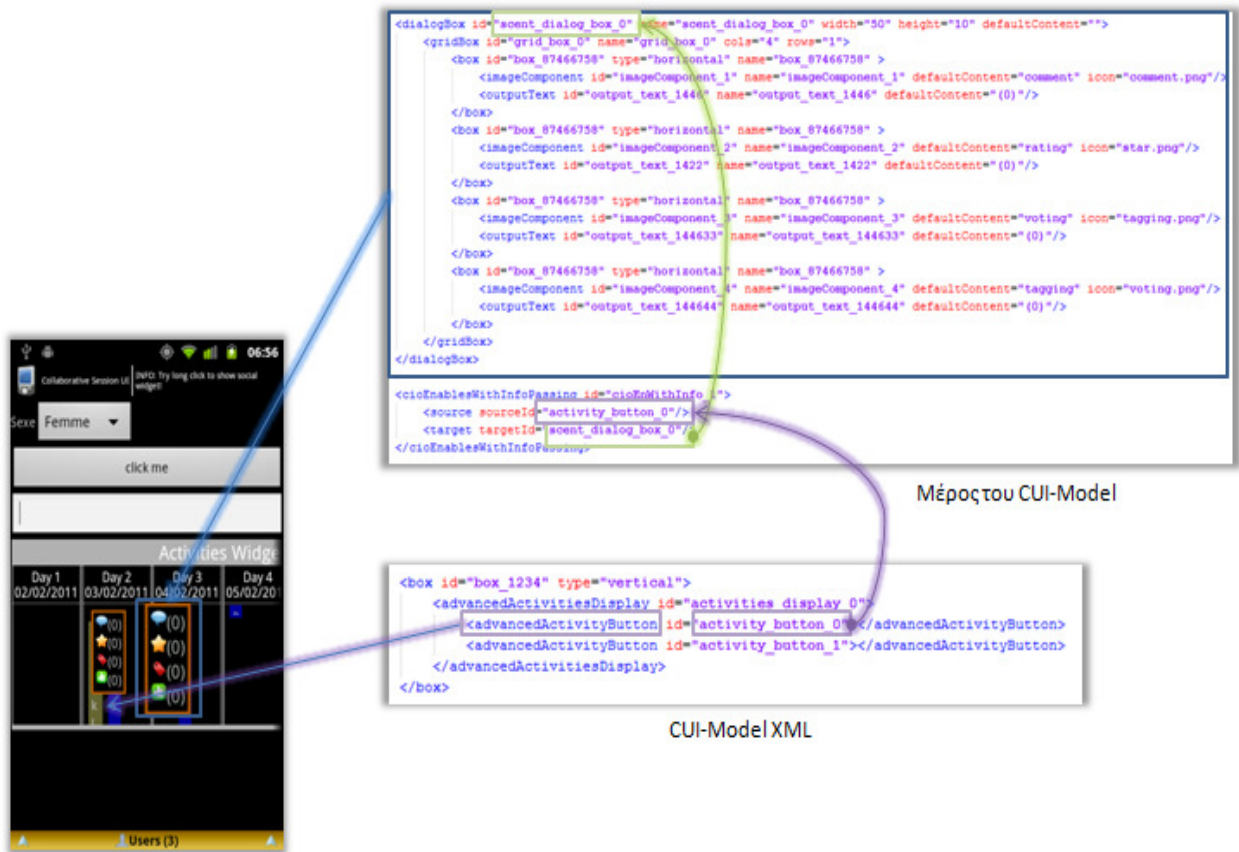 <dialogBox id="scent_dialog_box_0" name="scent_dialog_box_0" width="50" height="10" defaultContent="">
<gridBox id="grid_box_0" name="grid_box_0" cols="4" rows="1">
<box id="box_87466758" type="horizontal" name="box_87466758" >
<imageComponent id="imageComponent_1" name="imageComponent_1" defaultContent="comment" icon="comment.png"/>
<outputText id="output_text_1446" name="output_text_1446" defaultContent="(0)"/>
</box>
<box id="box_87466758" type="horizontal" name="box_87466758" >
<imageComponent id="imageComponent_2" name="imageComponent_2" defaultContent="rating" icon="star.png"/>
<outputText id="output_text_1422" name="output_text_1422" defaultContent="(0)"/>
</box>
<box id="box_87466758" type="horizontal" name="box_87466758" >
<imageComponent id="imageComponent_3" name="imageComponent_3" defaultContent="voting" icon="tagging.png"/>
<outputText id="output_text_144633" name="output_text_144633" defaultContent="(0)"/>
</box>
<box id="box_87466758" type="horizontal" name="box_87466758" >
<imageComponent id="imageComponent_4" name="imageComponent_4" defaultContent="tagging" icon="voting.png"/>
<outputText id="output_text_144644" name="output_text_144644" defaultContent="(0)"/>
</box>
</gridBox>
</dialogBox>
<cioEnablesWithInfoPassing id="cioEnWithInfo_1">
<source sourceId="activity_button_0"/>
<target targetId="scent_dialog_box_0"/>
</cioEnablesWithInfoPassing>
Μέρος του CUI-Model
<box id="box_1234" type="vertical">
<advancedActivitiesDisplay id="activities_display_0">
<advancedActivityButton id="activity_button_0"></advancedActivityButton>
<advancedActivityButton id="activity_button_1"></advancedActivityButton>
</advancedActivitiesDisplay>
</box>
CUI-Model XML
06:56
Collaborative Session UI
INFO: Try long click to show social
widget!
Sexe Femme
click me
Activities Widge
Day 1 Day 2 Day 3 Day 4
02/02/2011 03/02/2011 04/02/2011 05/02/201
(0) (0)
(0) (0)
(0) (0)
(0) (0)
k
Users (3)